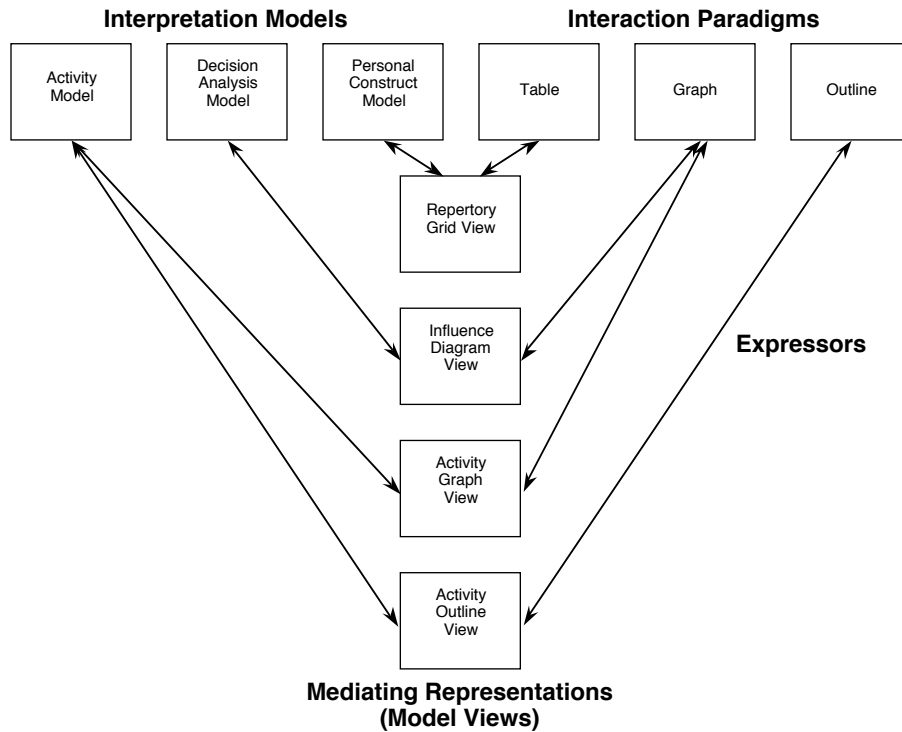 Interpretation Models
Interaction Paradigms
Activity
Model
Decision
Analysis
Model
Personal
Construct
Model
Table
Graph
Outline
Repertory
Grid View
Influence
Diagram
View
Expressors
Activity
Graph
View
Activity
Outline
View
Mediating Representations
(Model Views)